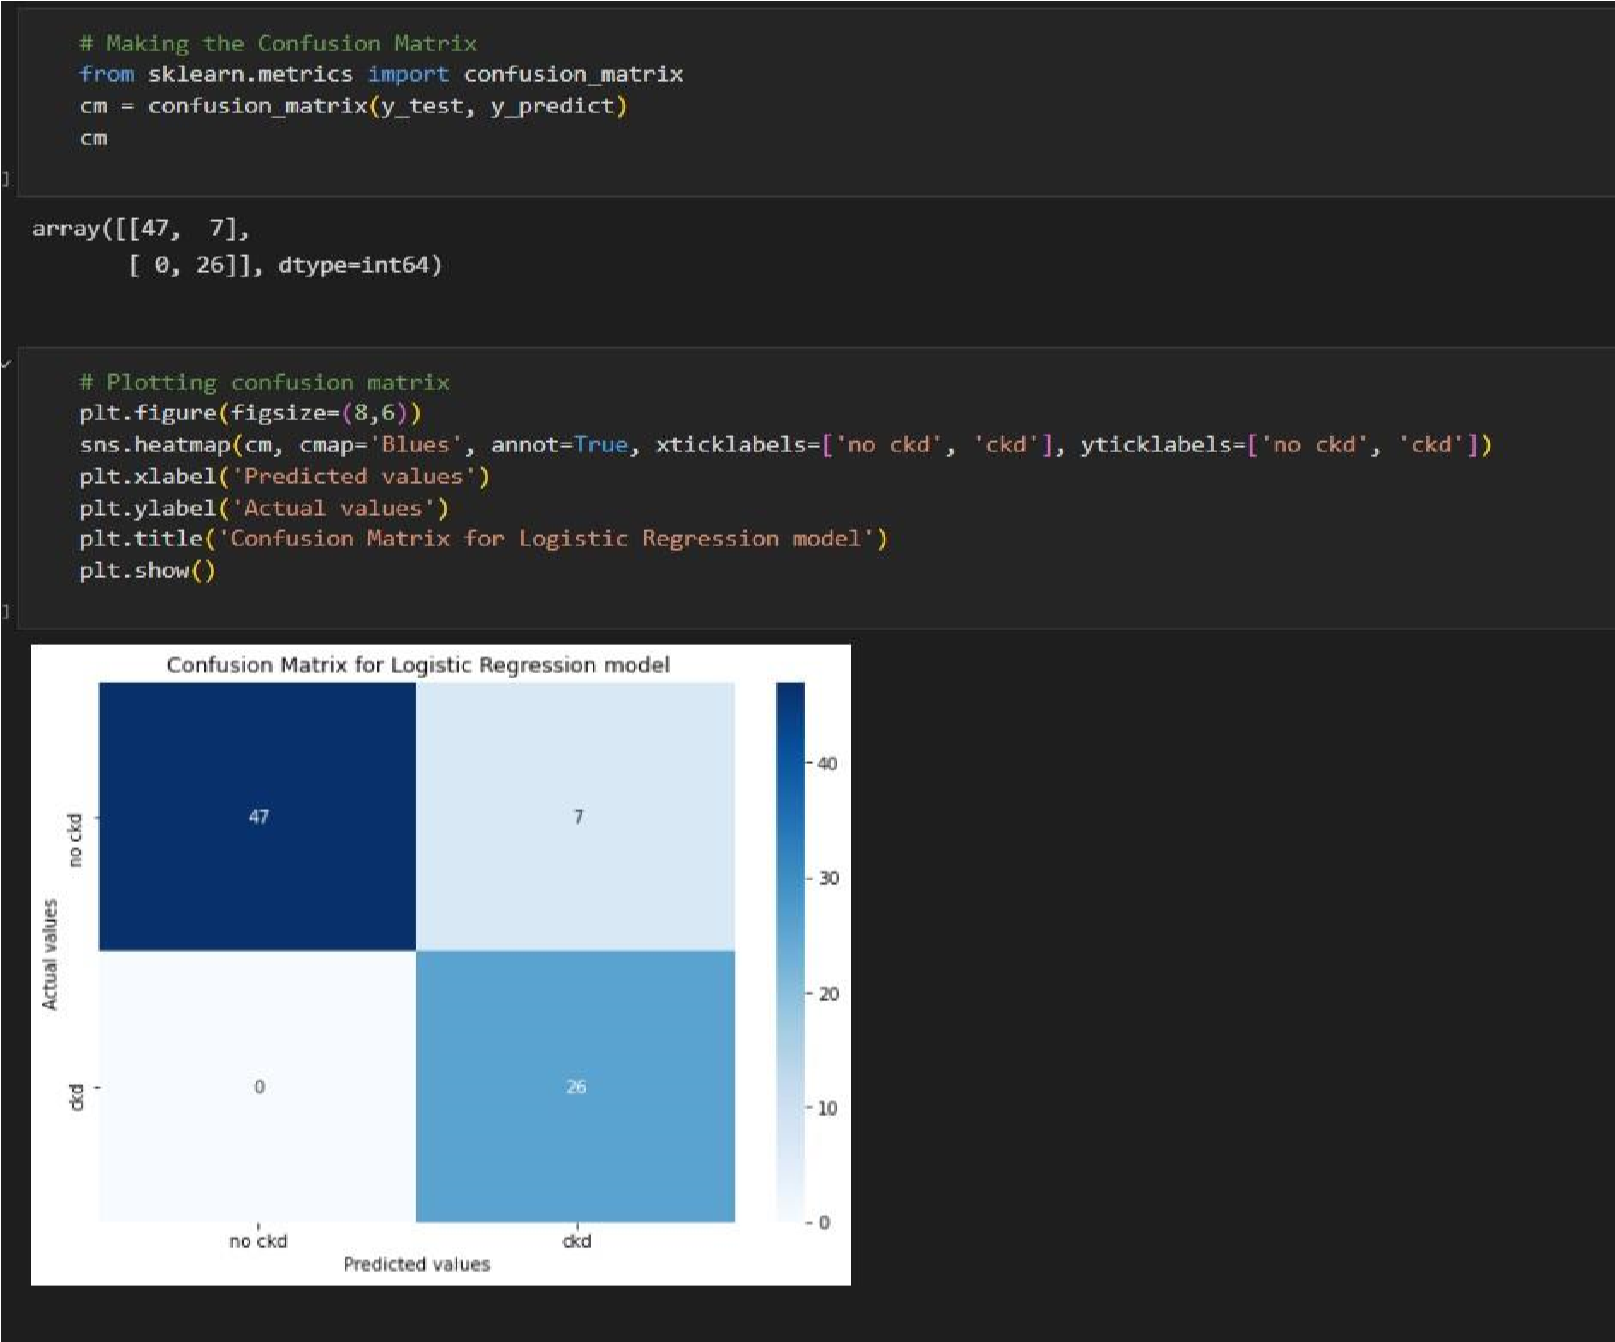 # Making the Confusion Matrix
from sklearn.metrics import confusion_matrix
cm = confusion_matrix(y_test, y_predict)
cm
]
array([[47,  7],
       [ 0, 26]], dtype=int64)
# Plotting confusion matrix
plt.figure(figsize=(8,6))
sns.heatmap(cm, cmap='Blues', annot=True, xticklabels=['no ckd', 'ckd'], yticklabels=['no ckd', 'ckd'])
plt.xlabel('Predicted values')
plt.ylabel('Actual values')
plt.title('Confusion Matrix for Logistic Regression model')
plt.show()
]
Confusion Matrix for Logistic Regression model
Actual values
no ckd
47
7
ckd
0
26
no ckd
ckd
Predicted values
40
30
20
10
0